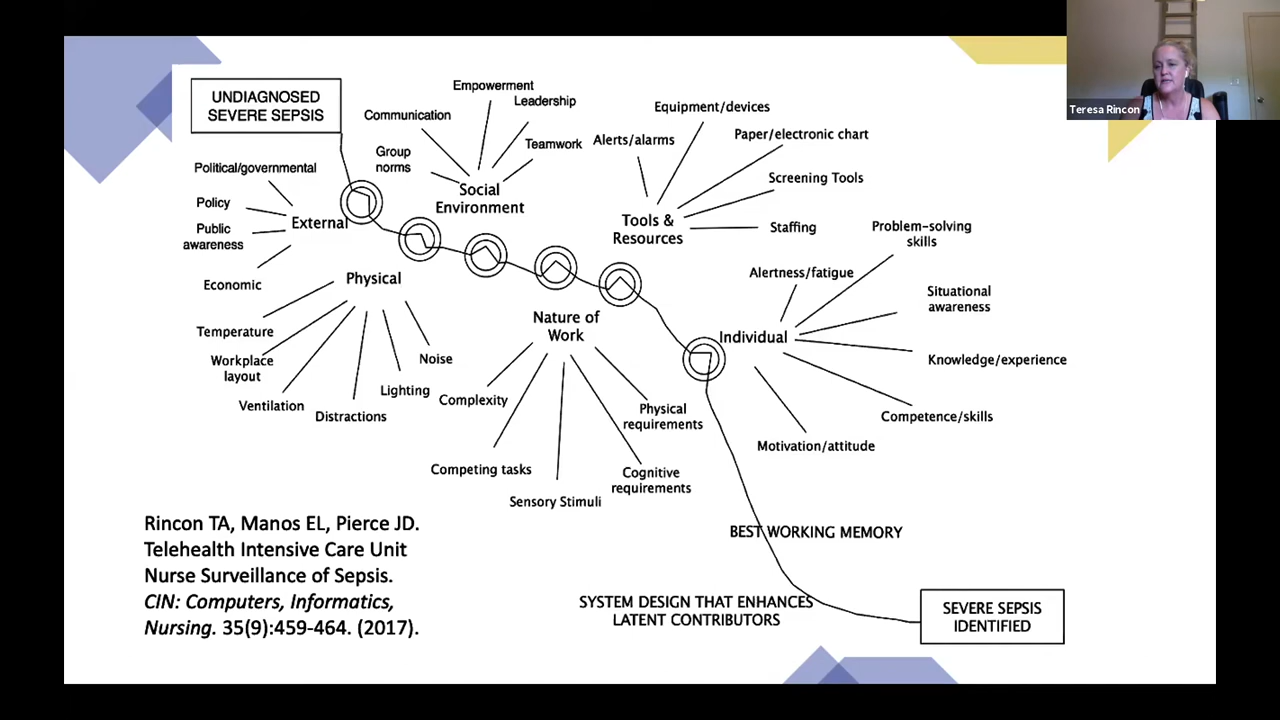 UNDIAGNOSED
SEVERE SEPSIS
Political/governmental
Policy
Public
awareness
Economic
External
Communication
Empowerment
Leadership
Teamwork
Group
norms
Social
Environment
Alerts/alarms
Equipment/devices
Paper/electronic chart
Screening Tools
Staffing
Tools &
Resources
Physical
Temperature
Workplace
layout
Ventilation
Distractions
Lighting
Noise
Nature of
Work
Complexity
Competing tasks
Sensory Stimuli
Cognitive
requirements
Physical
requirements
Individual
Alertness/fatigue
Problem-solving
skills
Situational
awareness
Knowledge/experience
Competence/skills
Motivation/attitude
BEST WORKING MEMORY
SYSTEM DESIGN THAT ENHANCES
LATENT CONTRIBUTORS
SEVERE SEPSIS
IDENTIFIED
Rincon TA, Manos EL, Pierce JD.
Telehealth Intensive Care Unit
Nurse Surveillance of Sepsis.
CIN: Computers, Informatics,
Nursing. 35(9):459-464. (2017).
Teresa Rincon